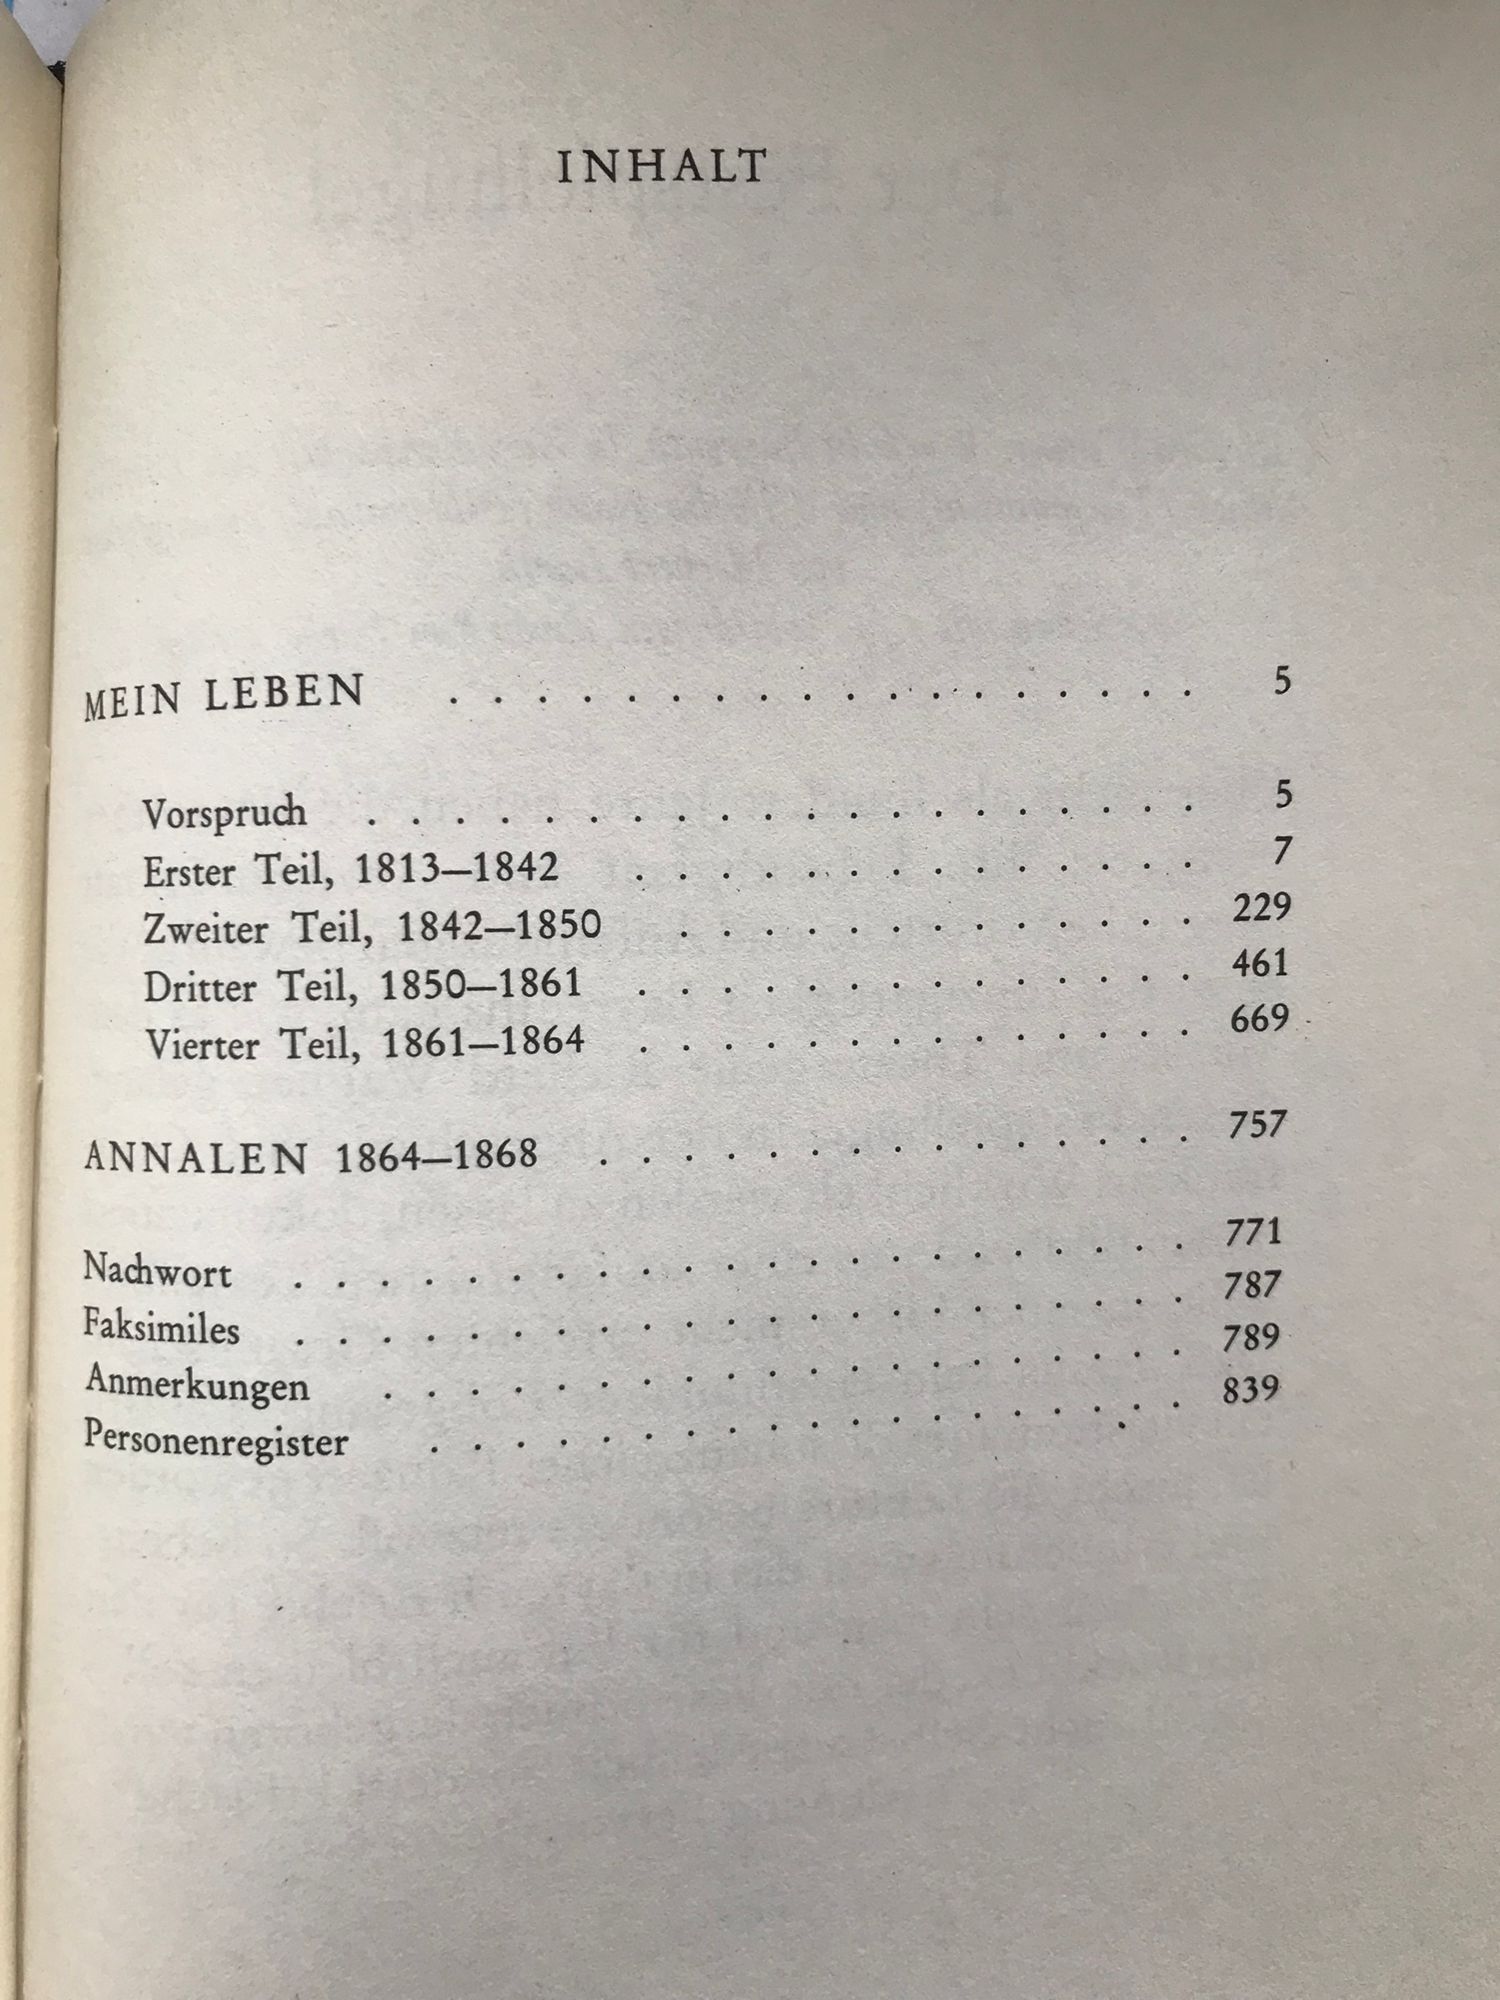 INHALT
MEIN LEBEN . . . . . . . . . . . . . . . . . . 5
Vorspruch . . . . . . . . . . . . . . . . . . . 5
Erster Teil, 1813—1842 . . . . . . . . . . . . . 7
Zweiter Teil, 1842—1850 . . . . . . . . . . . . 229
Dritter Teil, 1850—1861 . . . . . . . . . . . . . 461
Vierter Teil, 1861—1864 . . . . . . . . . . . . . 669
ANNALEN 1864—1868 . . . . . . . . . . . . . . 757
Nachwort . . . . . . . . . . . . . . . . . . . . . 771
Faksimiles . . . . . . . . . . . . . . . . . . . . . 787
Anmerkungen . . . . . . . . . . . . . . . . . . . 789
Personenregister . . . . . . . . . . . . . . . . . . 839